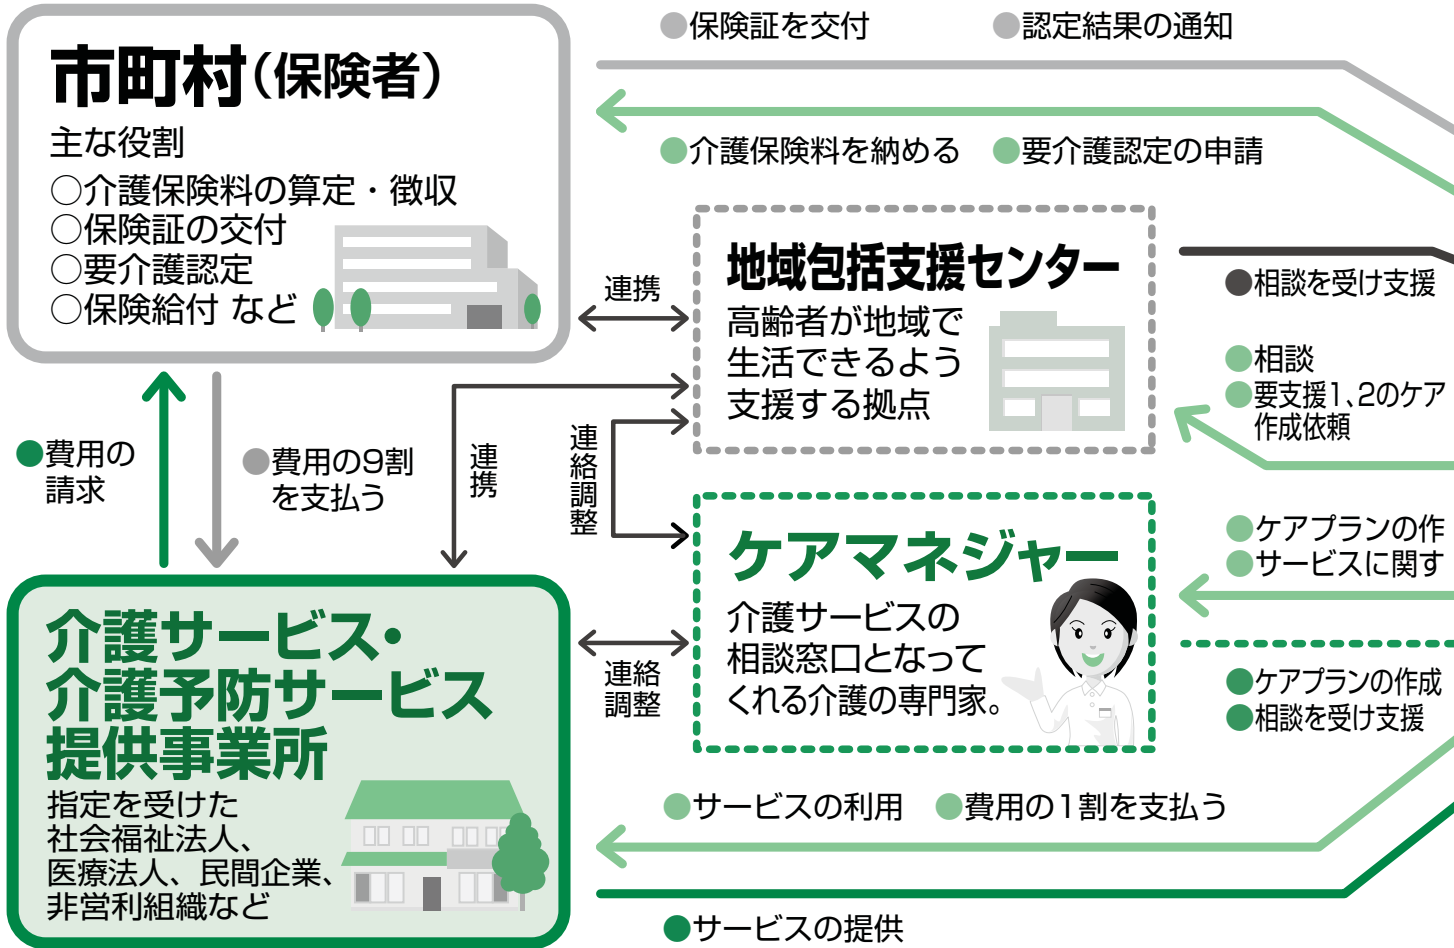 市町村（保険者）
主な役割
○介護保険料の算定・徴収
○保険証の交付
○要介護認定
○保険給付 など
●保険証を交付
●認定結果の通知
●介護保険料を納める
●要介護認定の申請
地域包括支援センター
高齢者が地域で
生活できるよう
支援する拠点
連携
●相談を受け支援
●相談
●要支援1、2のケア
作成依頼
●費用の
請求
●費用の9割
を支払う
連携
連絡調整
ケアマネジャー
介護サービスの
相談窓口となって
くれる介護の専門家。
●ケアプランの作
●サービスに関す
●ケアプランの作成
●相談を受け支援
連絡
調整
介護サービス・
介護予防サービス
提供事業所
指定を受けた
社会福祉法人、
医療法人、民間企業、
非営利組織など
●サービスの利用
●費用の1割を支払う
●サービスの提供